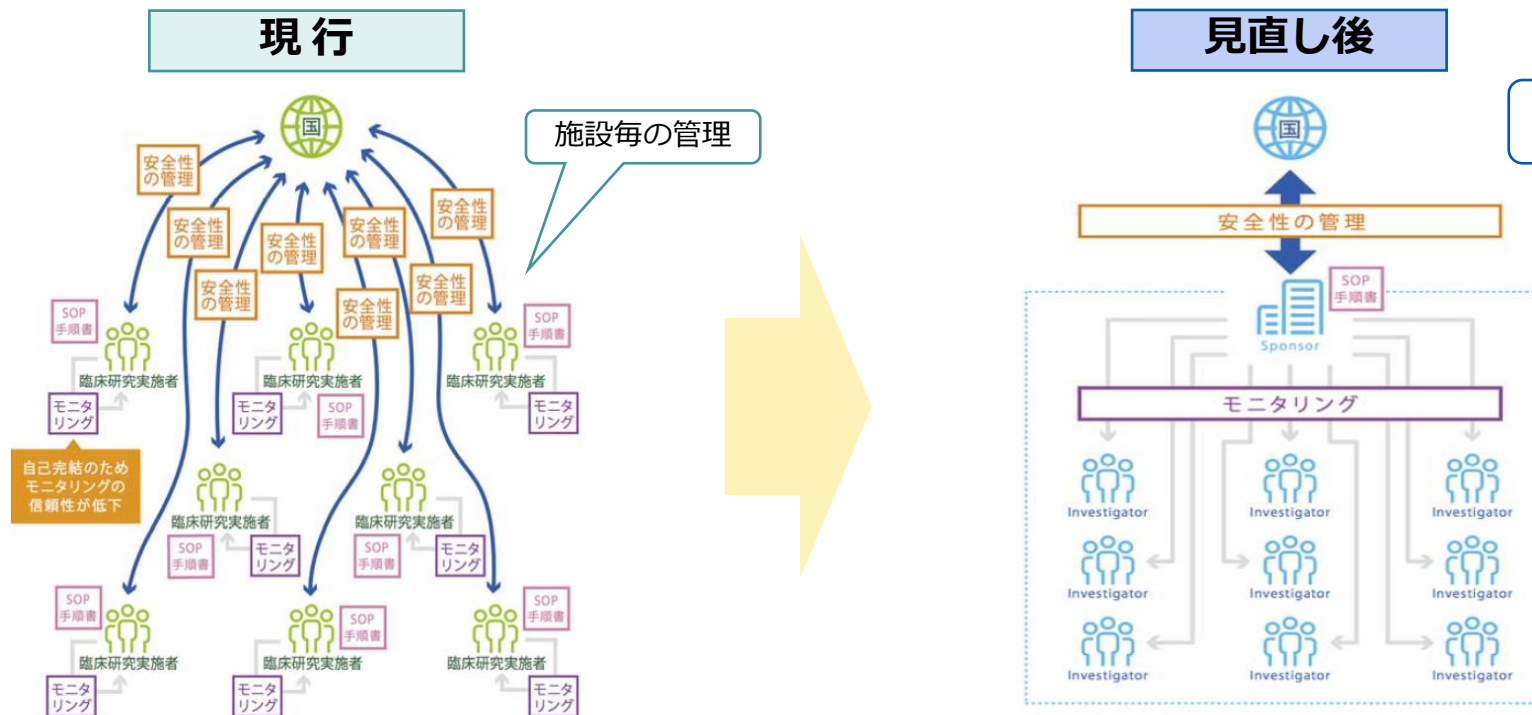 現行
国
施設毎の管理
安全性
の管理
安全性
の管理
安全性
の管理
安全性
の管理
安全性
の管理
安全性
の管理
安全性
の管理
安全性
の管理
SOP
手順書
臨床研究実施者
モニタ
リング
臨床研究実施者
モニタ
リング
SOP
手順書
SOP
手順書
臨床研究実施者
モニタ
リング
自己完結のため
モニタリングの
信頼性が低下
臨床研究実施者
SOP
手順書
モニタ
リング
臨床研究実施者
SOP
手順書
モニタ
リング
SOP
手順書
臨床研究実施者
モニタ
リング
SOP
手順書
臨床研究実施者
モニタ
リング
SOP
手順書
臨床研究実施者
モニタ
リング
見直し後
国
安全性の管理
SOP
手順書
Sponsor
モニタリング
Investigator
Investigator
Investigator
Investigator
Investigator
Investigator
Investigator
Investigator
Investigator